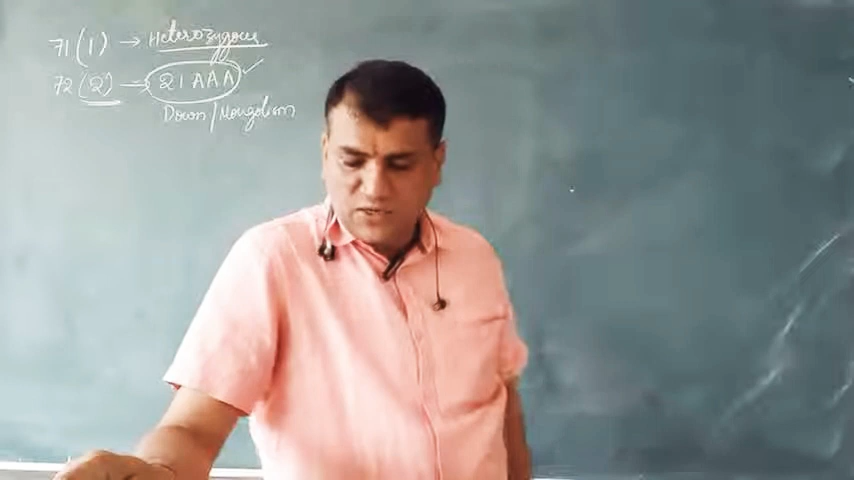 71 (1) → Heterozygous
72 (2) → 21 AAA ✓
Down / Mongolism